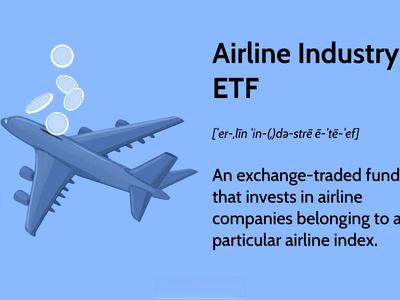 Airline Industry
ETF
['er-,līn 'in-(,)də-strē ē-'tē-'ef]
An exchange-traded fund
that invests in airline
companies belonging to a
particular airline index.